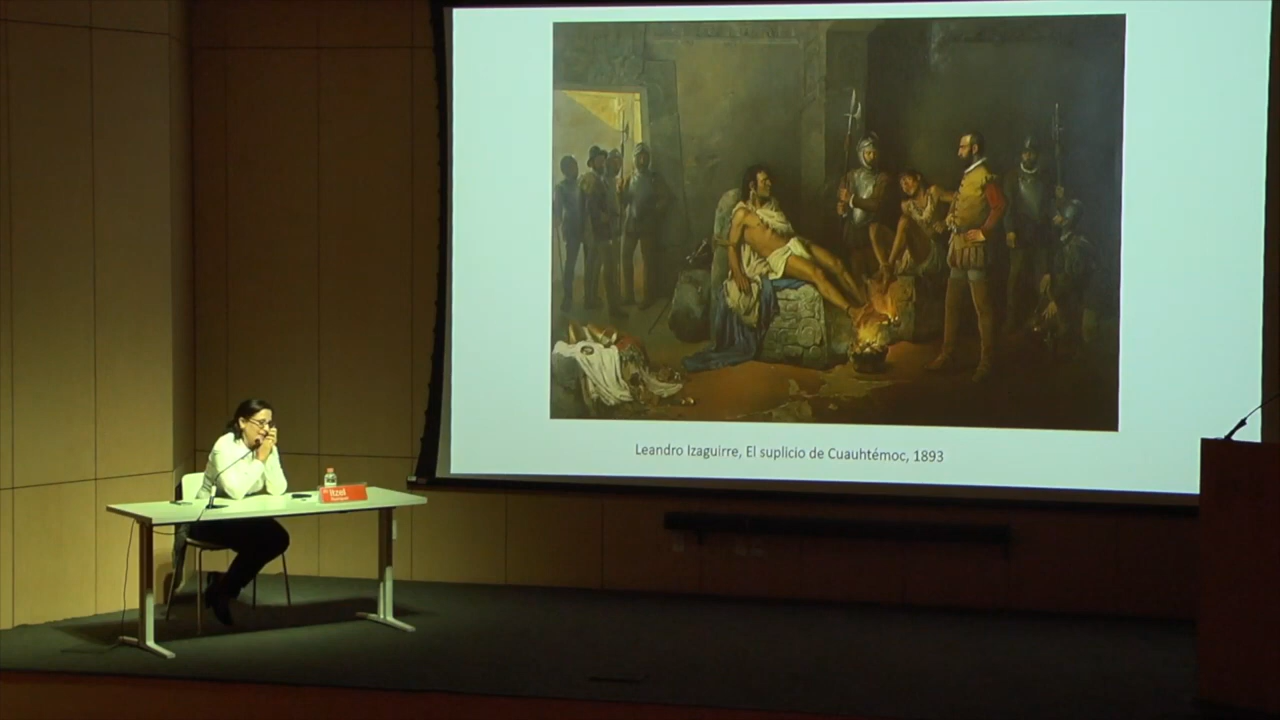 Leandro Izaguirre, El suplicio de Cuauhtémoc, 1893
Itzel